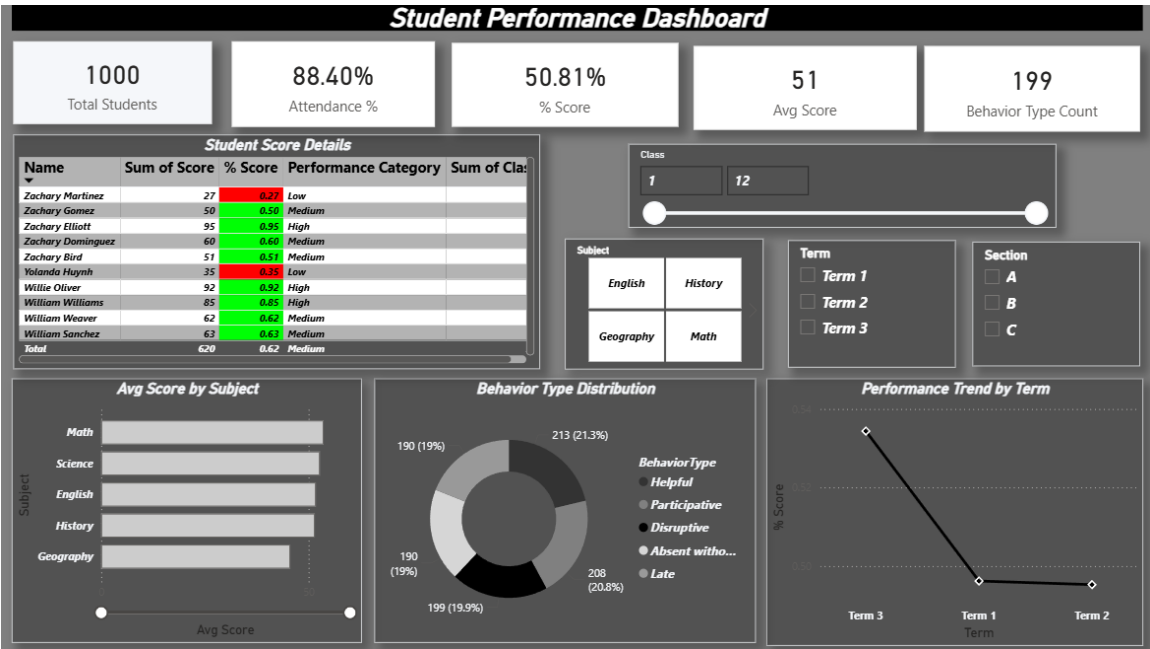 Student Performance Dashboard
1000
Total Students
88.40%
Attendance %
50.81%
% Score
51
Avg Score
199
Behavior Type Count
Student Score Details
Name Sum of Score % Score Performance Category Sum of Clas
Zachary Martinez 27 0.27 Low
Zachary Gomez 50 0.50 Medium
Zachary Elliott 95 0.95 High
Zachary Dominguez 60 0.60 Medium
Zachary Bird 51 0.51 Medium
Yolanda Huynh 35 0.35 Low
Willie Oliver 92 0.92 High
William Williams 85 0.85 High
William Weaver 62 0.62 Medium
William Sanchez 63 0.63 Medium
Total 620 0.62 Medium
Class
1 12
Subject
English History
Geography Math
Term
Term 1
Term 2
Term 3
Section
A
B
C
Avg Score by Subject
Subject
Math
Science
English
History
Geography
0 50
Avg Score
Behavior Type Distribution
213 (21.3%)
208
(20.8%)
199 (19.9%)
190
(19%)
190 (19%)
BehaviorType
Helpful
Participative
Disruptive
Absent witho...
Late
Performance Trend by Term
% Score
0.54
0.52
0.50
Term 3 Term 1 Term 2
Term